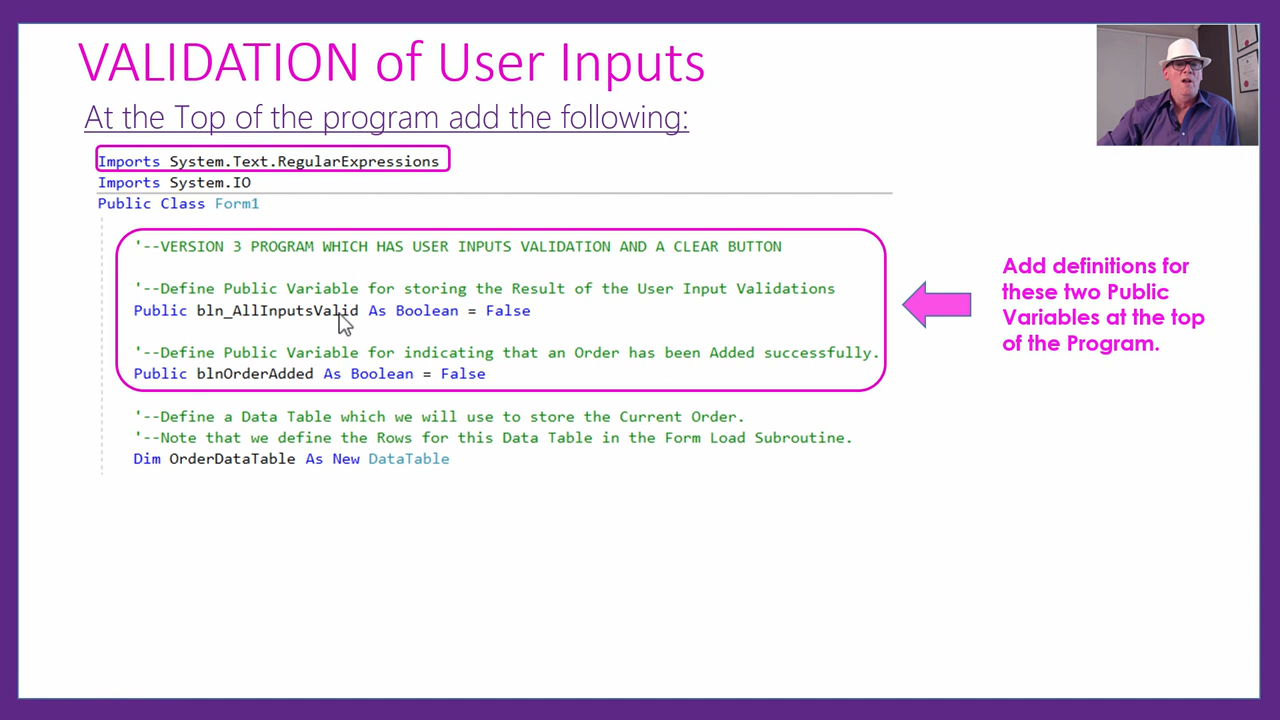 VALIDATION of User Inputs
At the Top of the program add the following:
Imports System.Text.RegularExpressions
Imports System.IO
Public Class Form1
'--VERSION 3 PROGRAM WHICH HAS USER INPUTS VALIDATION AND A CLEAR BUTTON
'--Define Public Variable for storing the Result of the User Input Validations
Public bln_AllInputsValid As Boolean = False
'--Define Public Variable for indicating that an Order has been Added successfully.
Public blnOrderAdded As Boolean = False
'--Define a Data Table which we will use to store the Current Order.
'--Note that we define the Rows for this Data Table in the Form Load Subroutine.
Dim OrderDataTable As New DataTable
Add definitions for
these two Public
Variables at the top
of the Program.